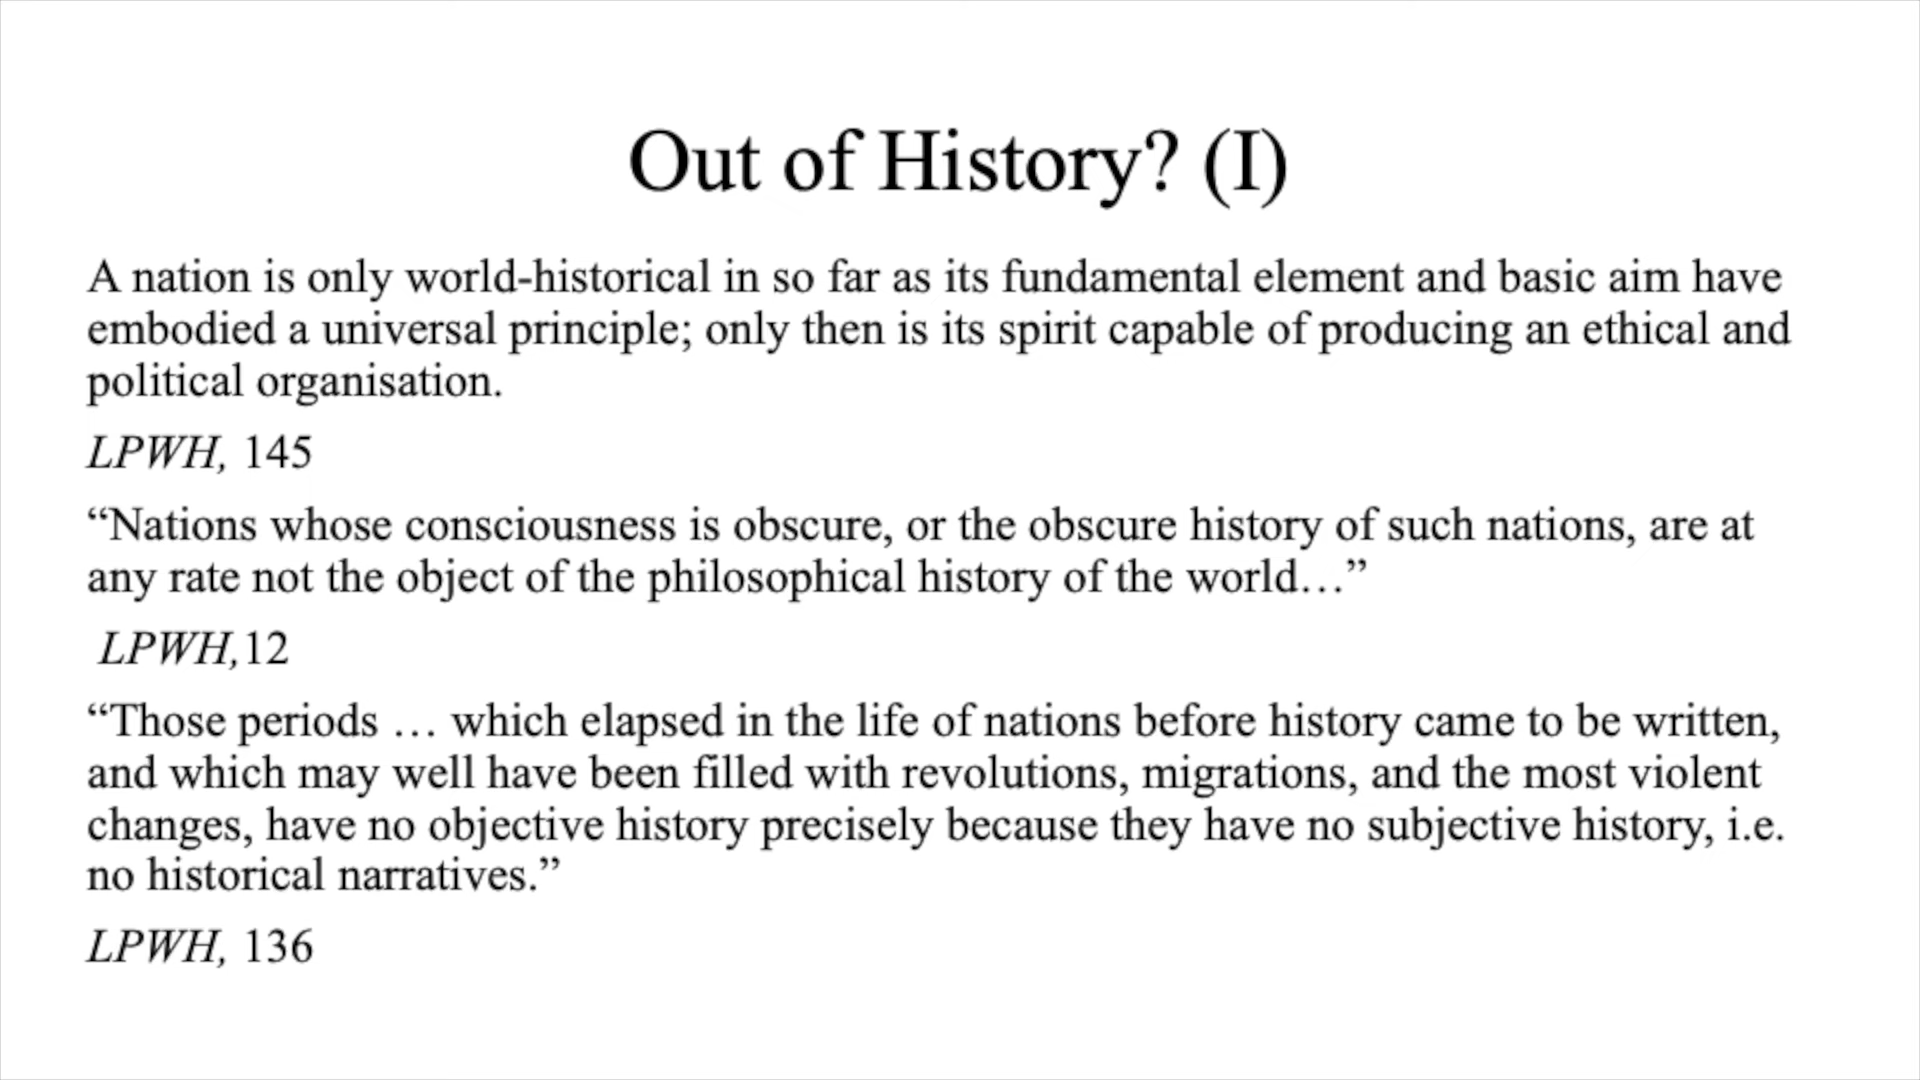 Out of History? (I)
A nation is only world-historical in so far as its fundamental element and basic aim have
embodied a universal principle; only then is its spirit capable of producing an ethical and
political organisation.
LPWH, 145
“Nations whose consciousness is obscure, or the obscure history of such nations, are at
any rate not the object of the philosophical history of the world…”
LPWH,12
“Those periods … which elapsed in the life of nations before history came to be written,
and which may well have been filled with revolutions, migrations, and the most violent
changes, have no objective history precisely because they have no subjective history, i.e.
no historical narratives.”
LPWH, 136